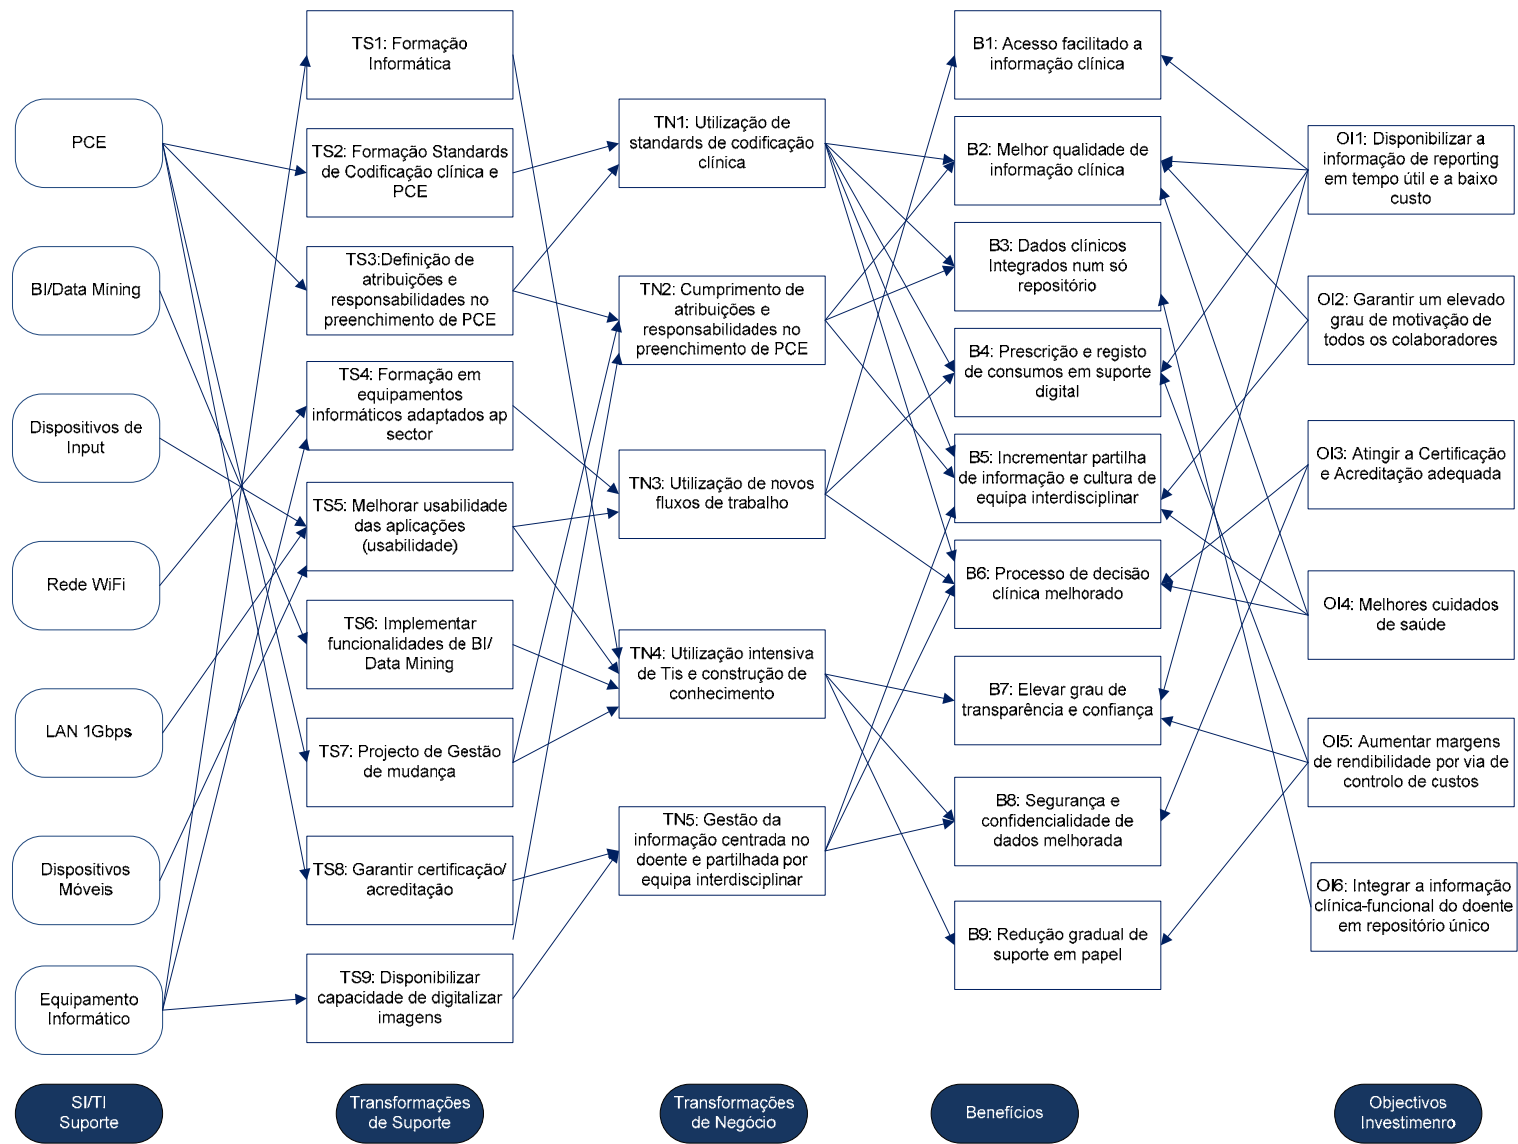 PCE
BI/Data Mining
Dispositivos de
Input
Rede WiFi
LAN 1Gbps
Dispositivos
Móveis
Equipamento
Informático
SI/TI
Suporte
TS1: Formação
Informática
TS2: Formação Standards
de Codificação clínica e
PCE
TS3:Definição de
atribuições e
responsabilidades no
preenchimento de PCE
TS4: Formação em
equipamentos
informáticos adaptados ap
sector
TS5: Melhorar usabilidade
das aplicações
(usabilidade)
TS6: Implementar
funcionalidades de BI/
Data Mining
TS7: Projecto de Gestão
de mudança
TS8: Garantir certificação/
acreditação
TS9: Disponibilizar
capacidade de digitalizar
imagens
Transformações
de Suporte
TN1: Utilização de
standards de codificação
clínica
TN2: Cumprimento de
atribuições e
responsabilidades no
preenchimento de PCE
TN3: Utilização de novos
fluxos de trabalho
TN4: Utilização intensiva
de Tis e construção de
conhecimento
TN5: Gestão da
informação centrada no
doente e partilhada por
equipa interdisciplinar
Transformações
de Negócio
B1: Acesso facilitado a
informação clínica
B2: Melhor qualidade de
informação clínica
B3: Dados clínicos
Integrados num só
repositório
B4: Prescrição e registo
de consumos em suporte
digital
B5: Incrementar partilha
de informação e cultura de
equipa interdisciplinar
B6: Processo de decisão
clínica melhorado
B7: Elevar grau de
transparência e confiança
B8: Segurança e
confidencialidade de
dados melhorada
B9: Redução gradual de
suporte em papel
Benefícios
OI1: Disponibilizar a
informação de reporting
em tempo útil e a baixo
custo
OI2: Garantir um elevado
grau de motivação de
todos os colaboradores
OI3: Atingir a Certificação
e Acreditação adequada
OI4: Melhores cuidados
de saúde
OI5: Aumentar margens
de rendibilidade por via de
controlo de custos
OI6: Integrar a informação
clínica-funcional do doente
em repositório único
Objectivos
Investimenro